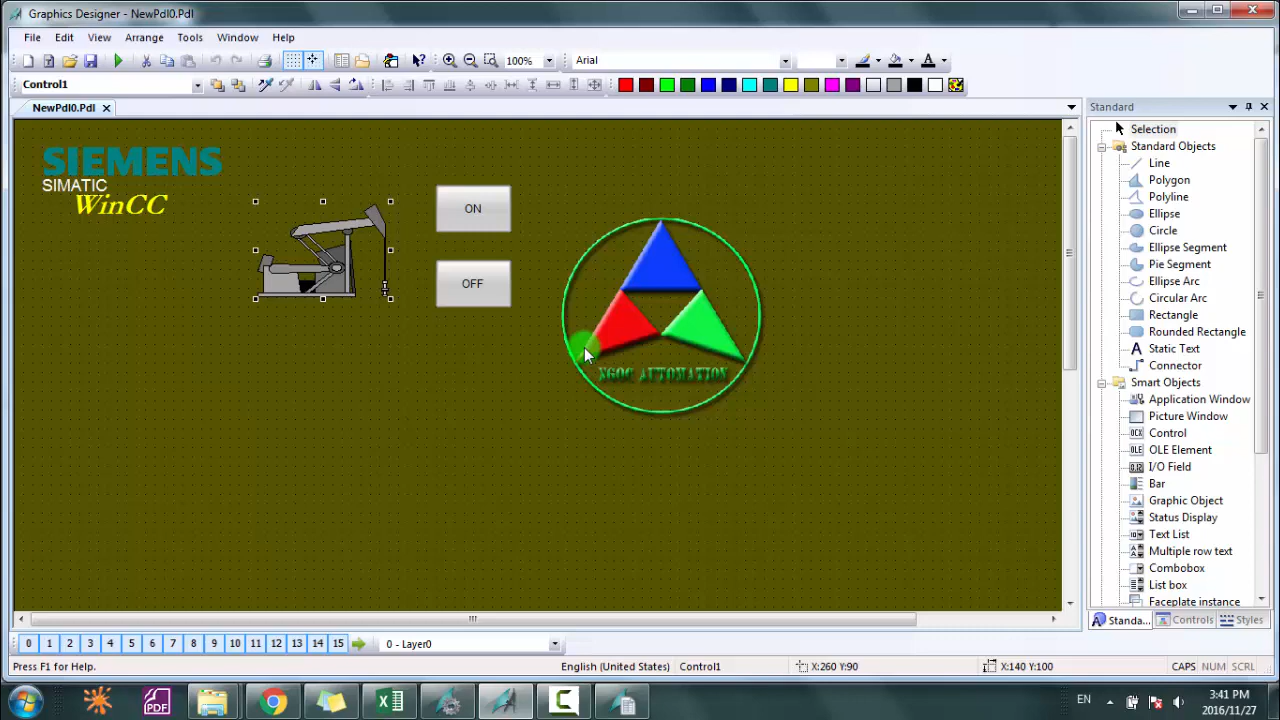 Graphics Designer - NewPdl0.Pdl
File Edit View Arrange Tools Window Help
100% Arial
Control1
NewPdl0.Pdl
Standard
Selection
Standard Objects
Line
Polygon
Polyline
Ellipse
Circle
Ellipse Segment
Pie Segment
Ellipse Arc
Circular Arc
Rectangle
Rounded Rectangle
A Static Text
Connector
Smart Objects
Application Window
Picture Window
OCX Control
OLE Element
0.12 I/O Field
Bar
Graphic Object
Status Display
Text List
Multiple row text
Combobox
List box
Faceplate instance
Standa... Controls Styles
SIEMENS
SIMATIC
WinCC
ON
OFF
NGOC AUTOMATION
0 1 2 3 4 5 6 7 8 9 10 11 12 13 14 15 0 - Layer0
Press F1 for Help. English (United States) Control1 X:260 Y:90 X:140 Y:100 CAPS NUM SCRL
PDF EN 3:41 PM
2016/11/27